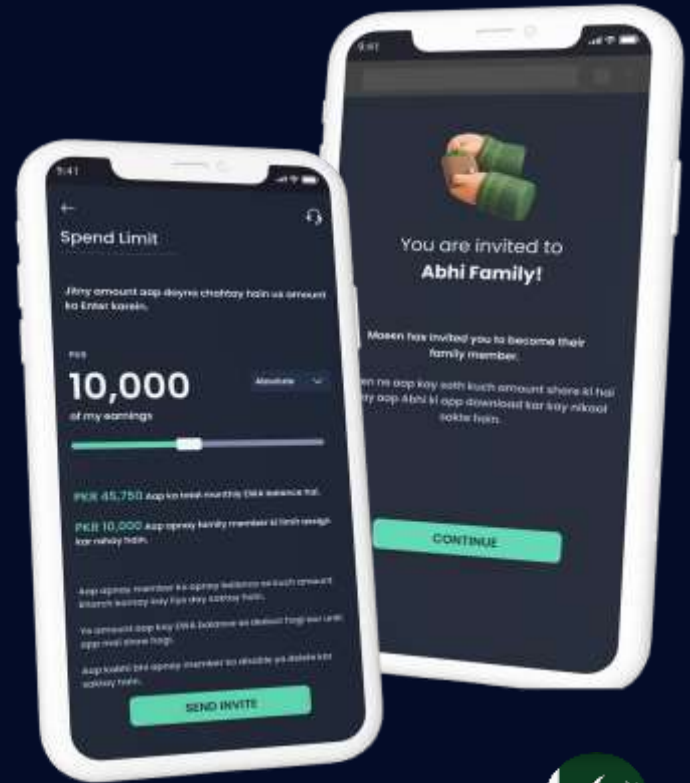 9:41
Spend Limit
Jitny amount aap dayna chahtay hain us amount
ko Enter karein.
PKR
10,000
Absolute
of my earnings
PKR 45,750 Aap ka total monthly EWA balance hai.
PKR 10,000 Aap apnay family member ki limit assign
kar rahay hain.
Aap apnay member ko apnay balance se kuch amount
kharch karnay kay liye day saktay hain.
Ye amount aap kay EWA balance se deduct hogi aur unki
app mai show hogi.
Aap kabhi bhi apnay member ko disable ya delete kar
saktay hain.
SEND INVITE
9:41
You are invited to
Abhi Family!
Moeen has invited you to become their
family member.
en ne aap kay sath kuch amount share ki hai
ay aap Abhi ki app download kar kay nikaal
sakte hain.
CONTINUE